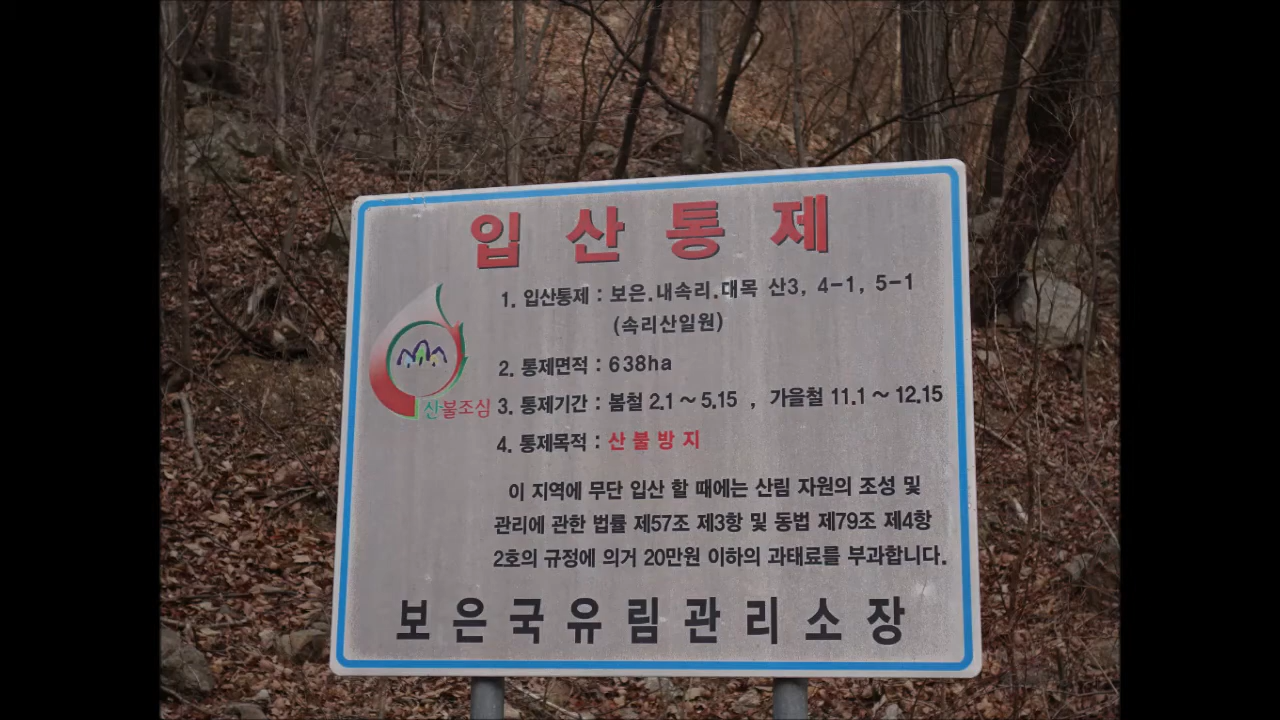 입산통제
1. 입산통제 : 보은.내속리.대목 산3, 4-1, 5-1
(속리산일원)
2. 통제면적 : 638ha
산불조심
3. 통제기간 : 봄철 2.1 ~ 5.15 , 가을철 11.1 ~ 12.15
4. 통제목적 : 산불방지
이 지역에 무단 입산 할 때에는 산림 자원의 조성 및
관리에 관한 법률 제57조 제3항 및 동법 제79조 제4항
2호의 규정에 의거 20만원 이하의 과태료를 부과합니다.
보은국유림관리소장